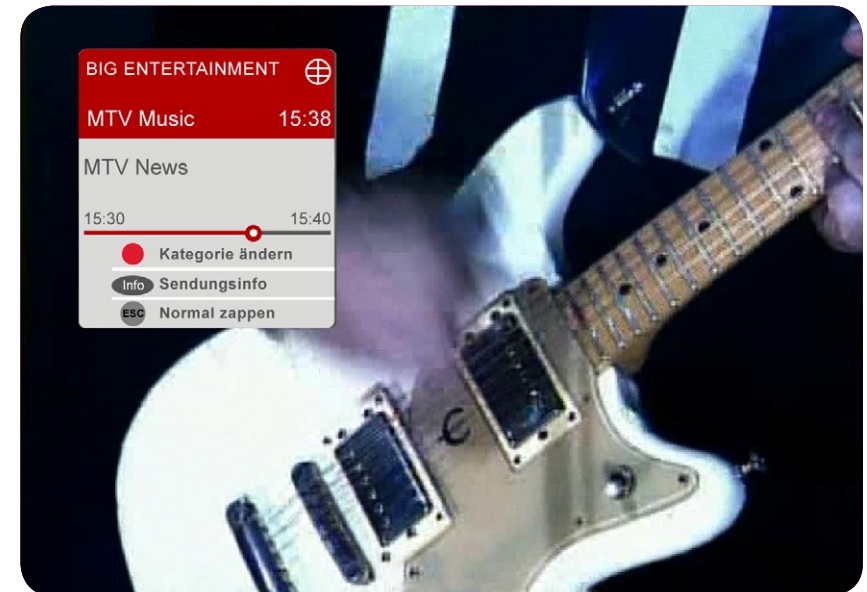 BIG ENTERTAINMENT
MTV Music 15:38
MTV News
15:30 15:40
Kategorie ändern
Info Sendungsinfo
ESC Normal zappen